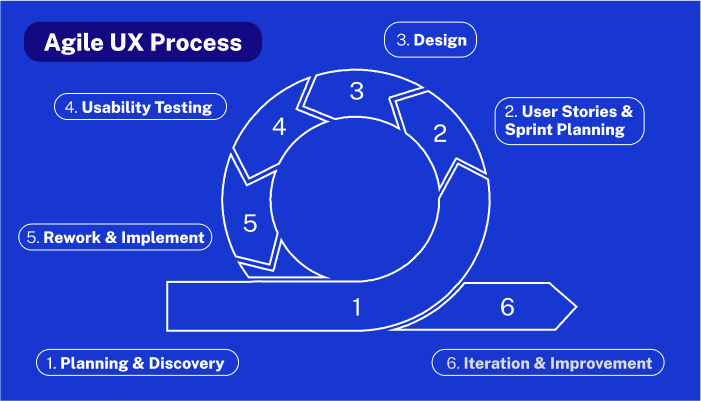 Agile UX Process
3. Design
4. Usability Testing
2. User Stories &
Sprint Planning
3
4
2
5
5. Rework & Implement
1
6
1. Planning & Discovery
6. Iteration & Improvement